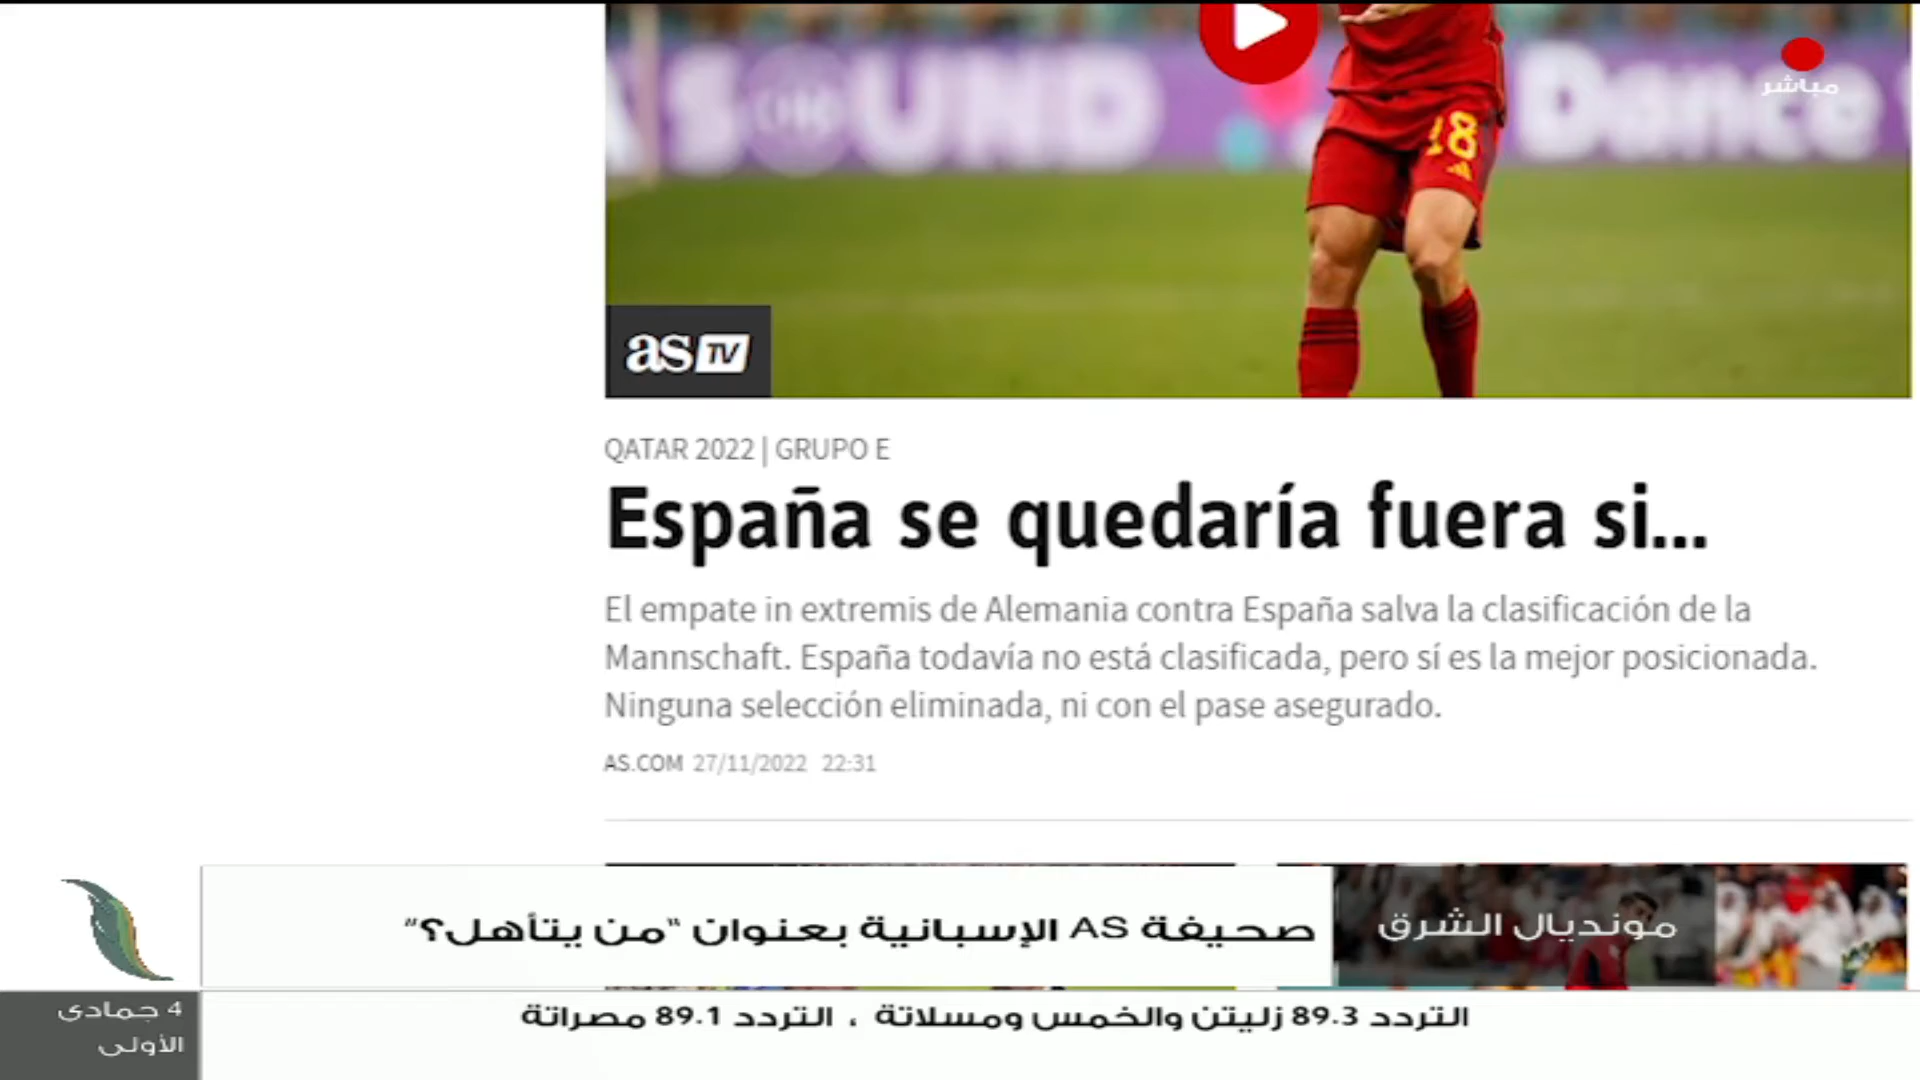 SOUND
Dance
مباشر
18
as TV
QATAR 2022 | GRUPO E
España se quedaría fuera si...
El empate in extremis de Alemania contra España salva la clasificación de la
Mannschaft. España todavía no está clasificada, pero sí es la mejor posicionada.
Ninguna selección eliminada, ni con el pase asegurado.
AS.COM 27/11/2022 22:31
مونديال الشرق
صحيفة AS الإسبانية بعنوان "من يتأهل؟"
التردد 89.3 زليتن والخمس ومسلاتة ، التردد 89.1 مصراتة
4 جمادى
الأولى